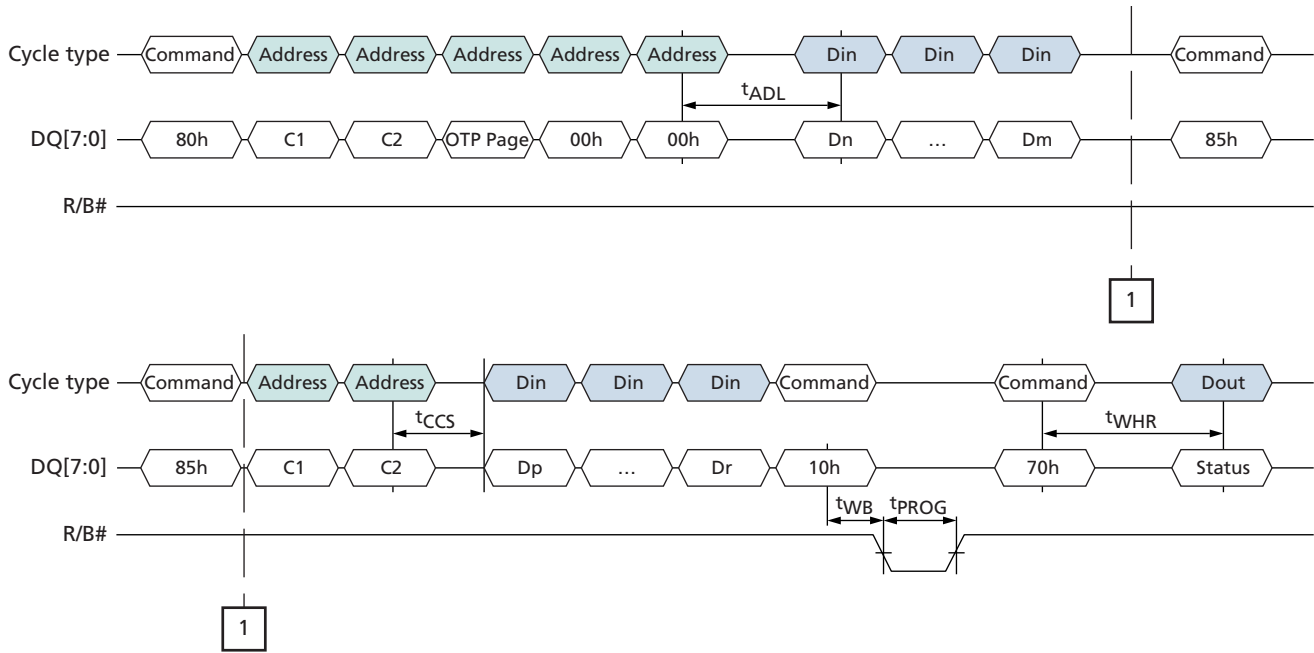 Cycle type Command Address Address Address Address Address Din Din Din Command
tADL
DQ[7:0] 80h C1 C2 OTP Page 00h 00h Dn … Dm 85h
R/B#
1
Cycle type Command Address Address Din Din Din Command Command Dout
tCCS tWHR
DQ[7:0] 85h C1 C2 Dp … Dr 10h 70h Status
tWB tPROG
R/B#
1